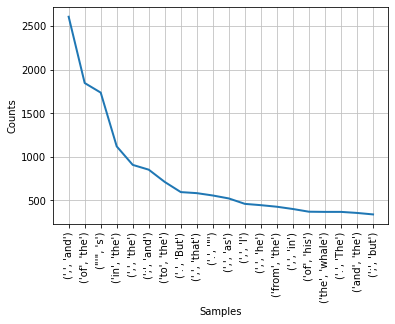 2500
2000
1500
1000
500
Counts
(',', 'and')
('of', 'the')
("'", 's')
('in', 'the')
(',', 'the')
(';', 'and')
('to', 'the')
('.', 'But')
(',', 'that')
('.', '"')
(',', 'as')
(',', 'I')
(',', 'he')
('from', 'the')
(',', 'in')
('of', 'his')
('the', 'whale')
('.', 'The')
('and', 'the')
(';', 'but')
Samples